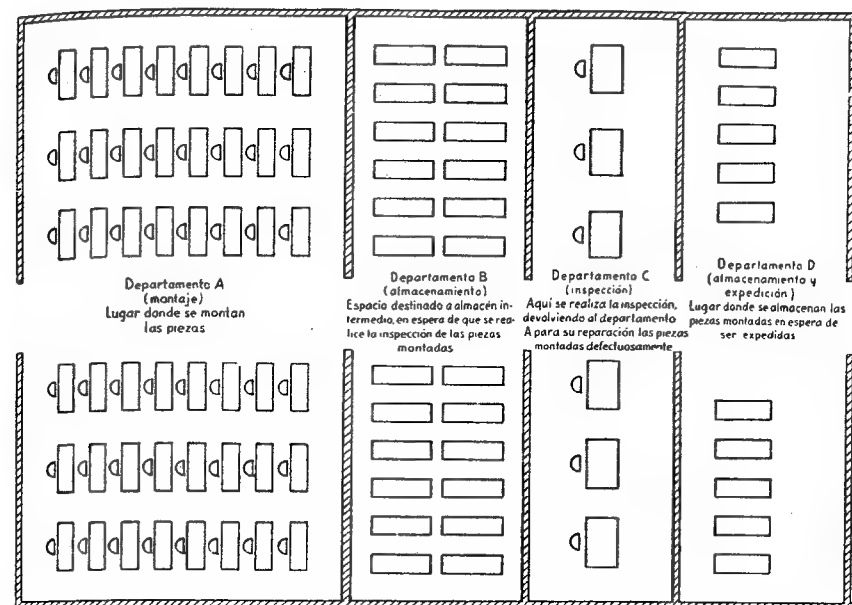 Departamento A
(montaje)
Lugar donde se montan
las piezas
Departamento B
(almacenamiento)
Espacio destinado a almacén in-
termedio, en espera de que se rea-
lice la inspección de las piezas
montadas
Departamento C
(inspección)
Aquí se realiza la inspección,
devolviendo al departamento
A para su reparación las piezas
montadas defectuosamente
Departamento D
(almacenamiento y
expedición)
Lugar donde se almacenan las
piezas montadas en espera de
ser expedidas